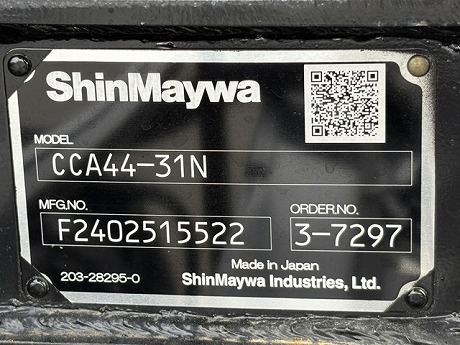 ShinMaywa
MODEL
CCA44-31N
MFG.NO. ORDER.NO.
F2402515522 3-7297
Made in Japan
203-28295-0 ShinMaywa Industries, Ltd.